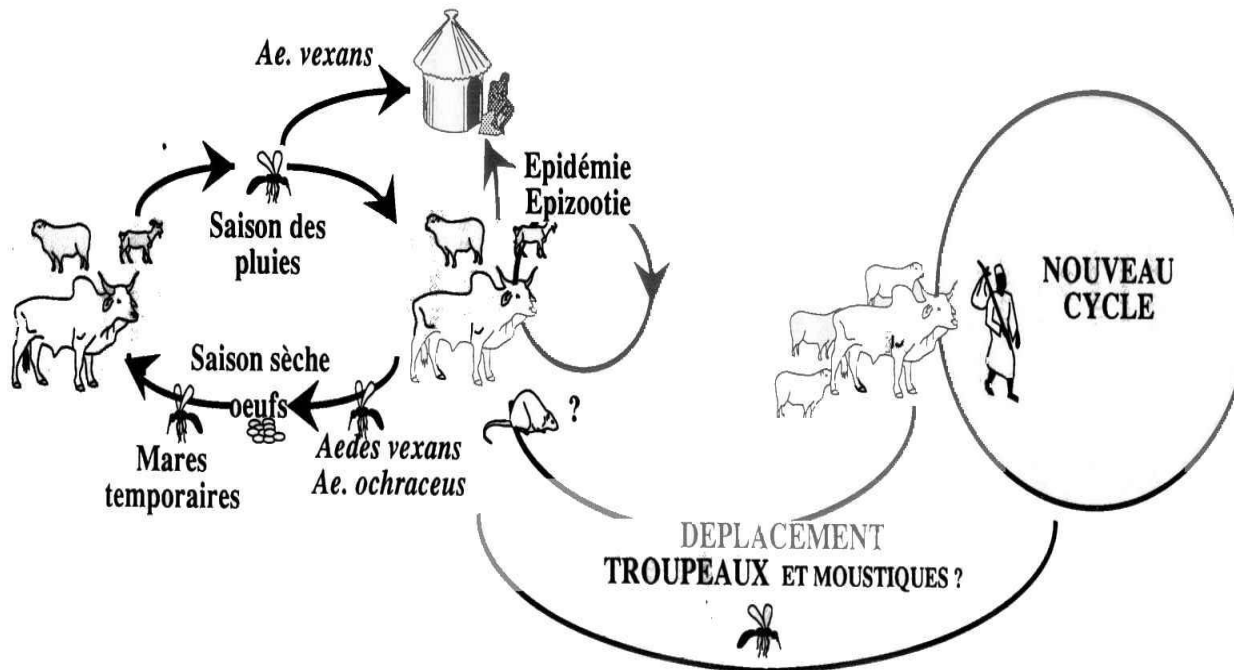 Ae. vexans
Epidémie
Epizootie
Saison des
pluies
NOUVEAU
CYCLE
Saison sèche
oeufs
?
Aedes vexans
Ae. ochraceus
Mares
temporaires
DEPLACEMENT
TROUPEAUX ET MOUSTIQUES ?